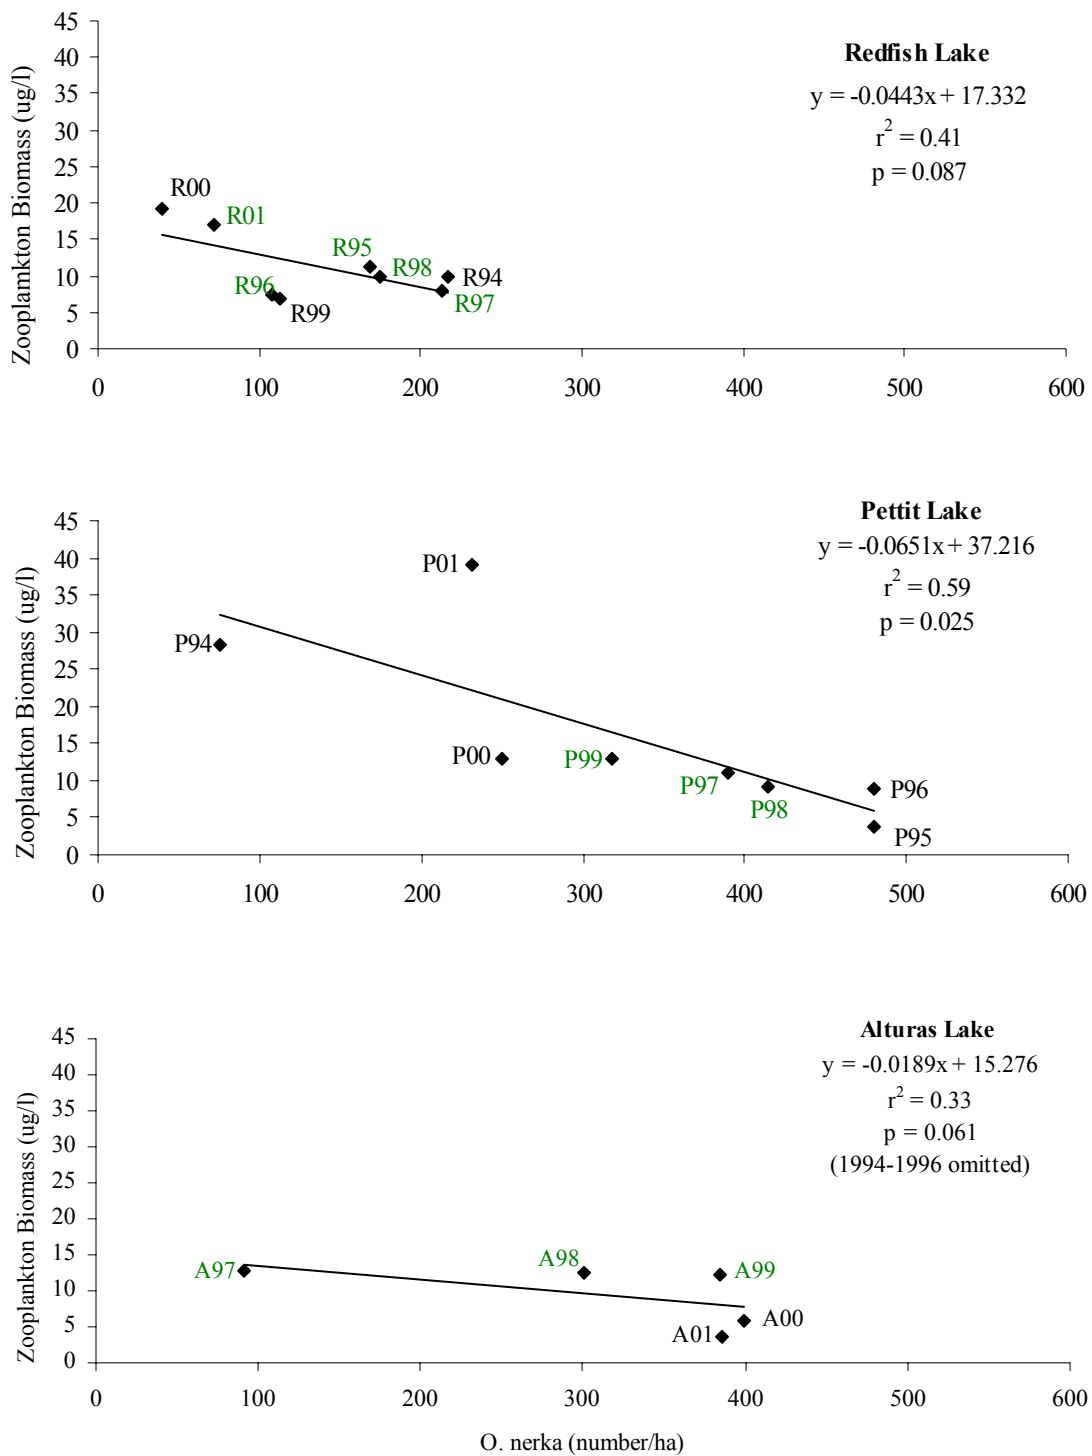 Redfish Lake
y = -0.0443x + 17.332
r² = 0.41
p = 0.087
Zooplamkton Biomass (ug/l)
45
40
35
30
25
20
15
10
5
0
R00
R01
R95
R98
R94
R96
R99
R97
0 100 200 300 400 500 600
Pettit Lake
y = -0.0651x + 37.216
r² = 0.59
p = 0.025
Zooplankton Biomass (ug/l)
45
40
35
30
25
20
15
10
5
0
P01
P94
P00
P99
P97
P98
P96
P95
0 100 200 300 400 500 600
Alturas Lake
y = -0.0189x + 15.276
r² = 0.33
p = 0.061
(1994-1996 omitted)
Zooplankton Biomass (ug/l)
45
40
35
30
25
20
15
10
5
0
A97
A98
A99
A01
A00
0 100 200 300 400 500 600
O. nerka (number/ha)